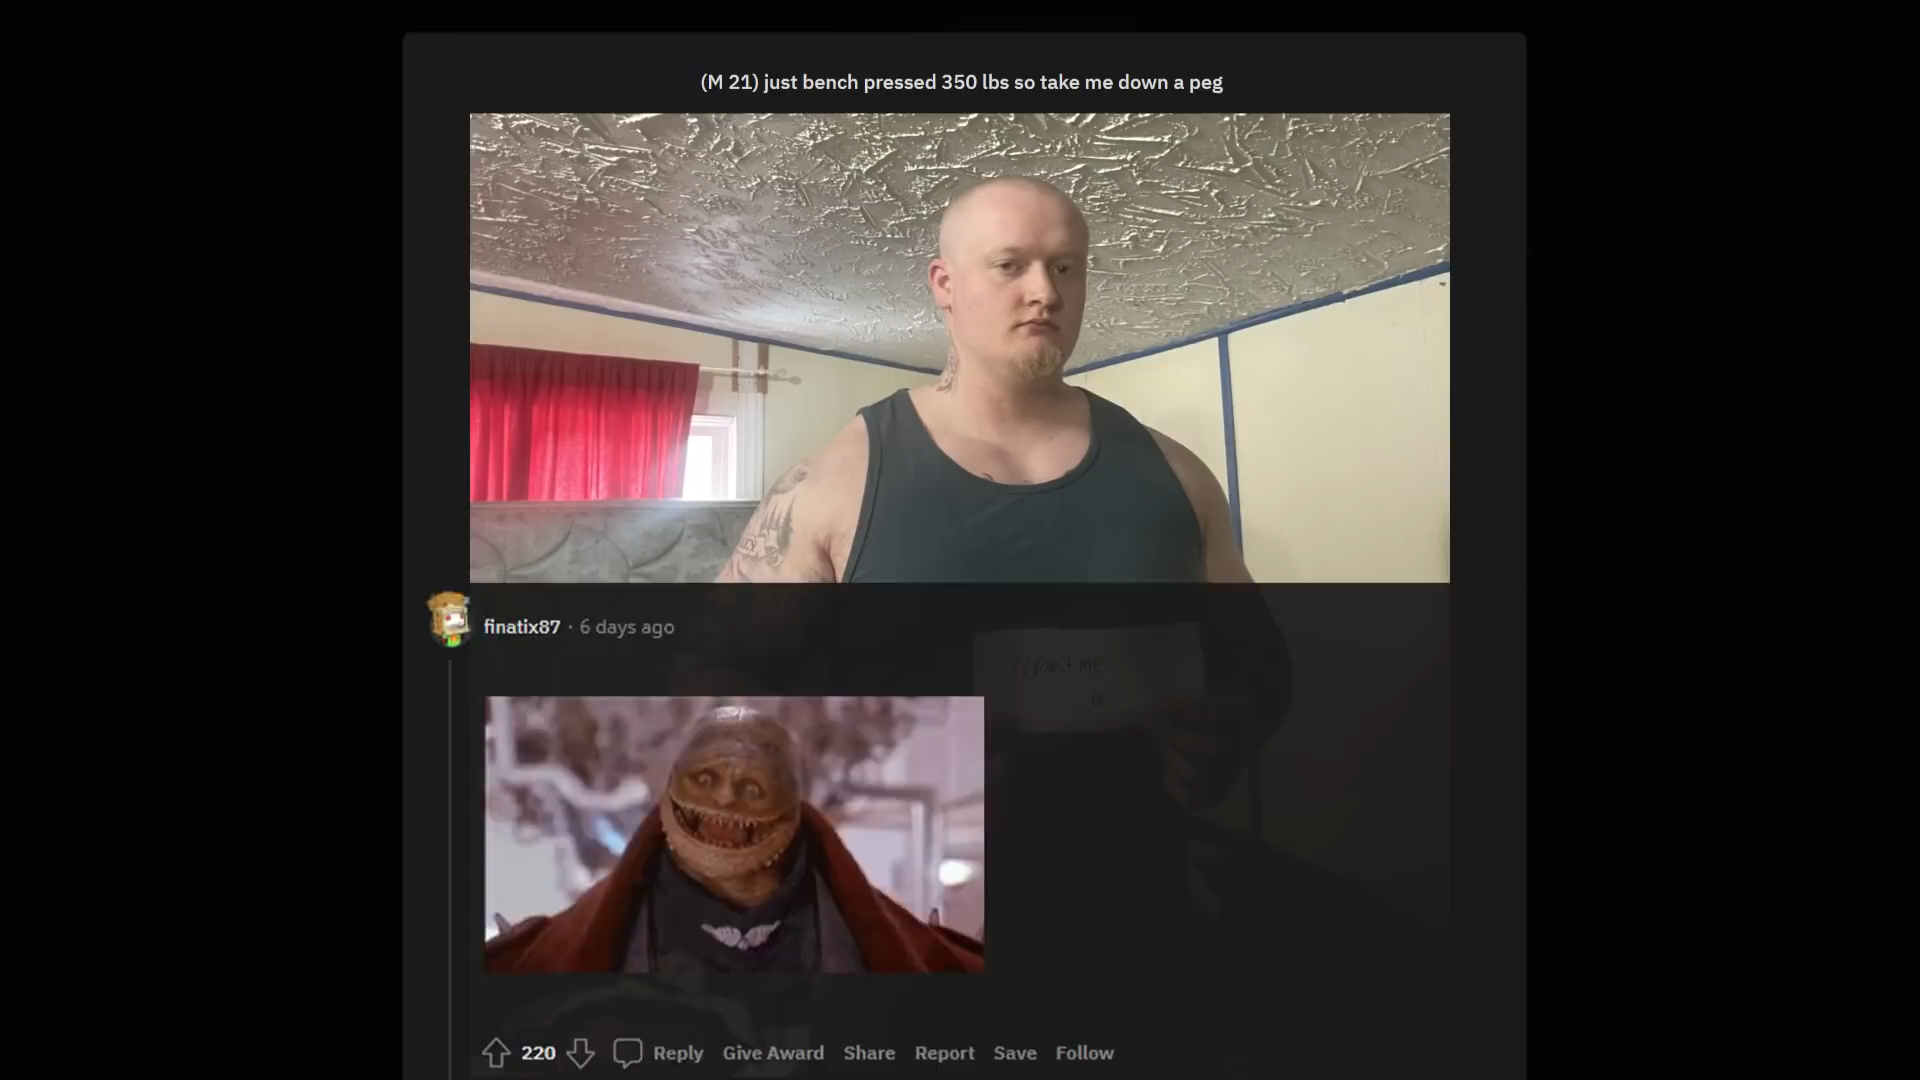 (M 21) just bench pressed 350 lbs so take me down a peg
finatix87 · 6 days ago
220 Reply Give Award Share Report Save Follow